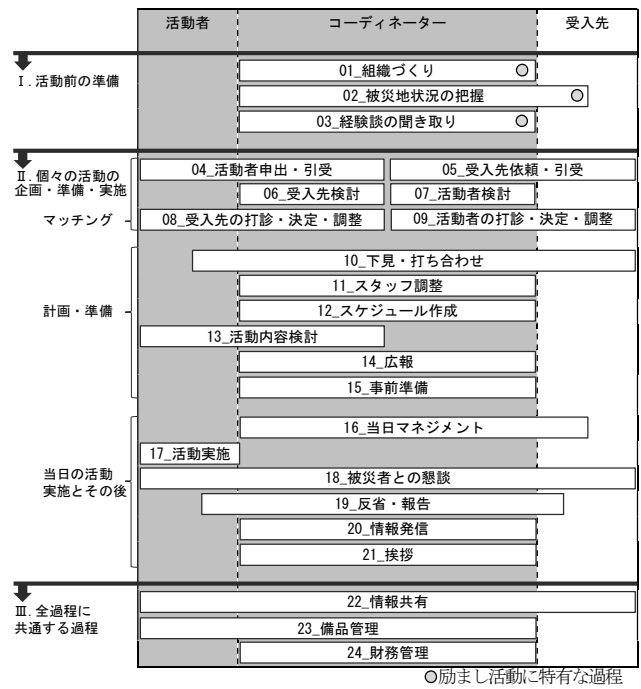 活動者 コーディネーター 受入先
Ⅰ. 活動前の準備
01_組織づくり ○
02_被災地状況の把握 ○
03_経験談の聞き取り ○
Ⅱ. 個々の活動の
企画・準備・実施
04_活動者申出・引受 05_受入先依頼・引受
06_受入先検討 07_活動者検討
マッチング 08_受入先の打診・決定・調整 09_活動者の打診・決定・調整
10_下見・打ち合わせ
11_スタッフ調整
計画・準備 12_スケジュール作成
13_活動内容検討
14_広報
15_事前準備
16_当日マネジメント
17_活動実施
当日の活動
実施とその後
18_被災者との懇談
19_反省・報告
20_情報発信
21_挨拶
Ⅲ. 全過程に
共通する過程
22_情報共有
23_備品管理
24_財務管理
○励まし活動に特有な過程